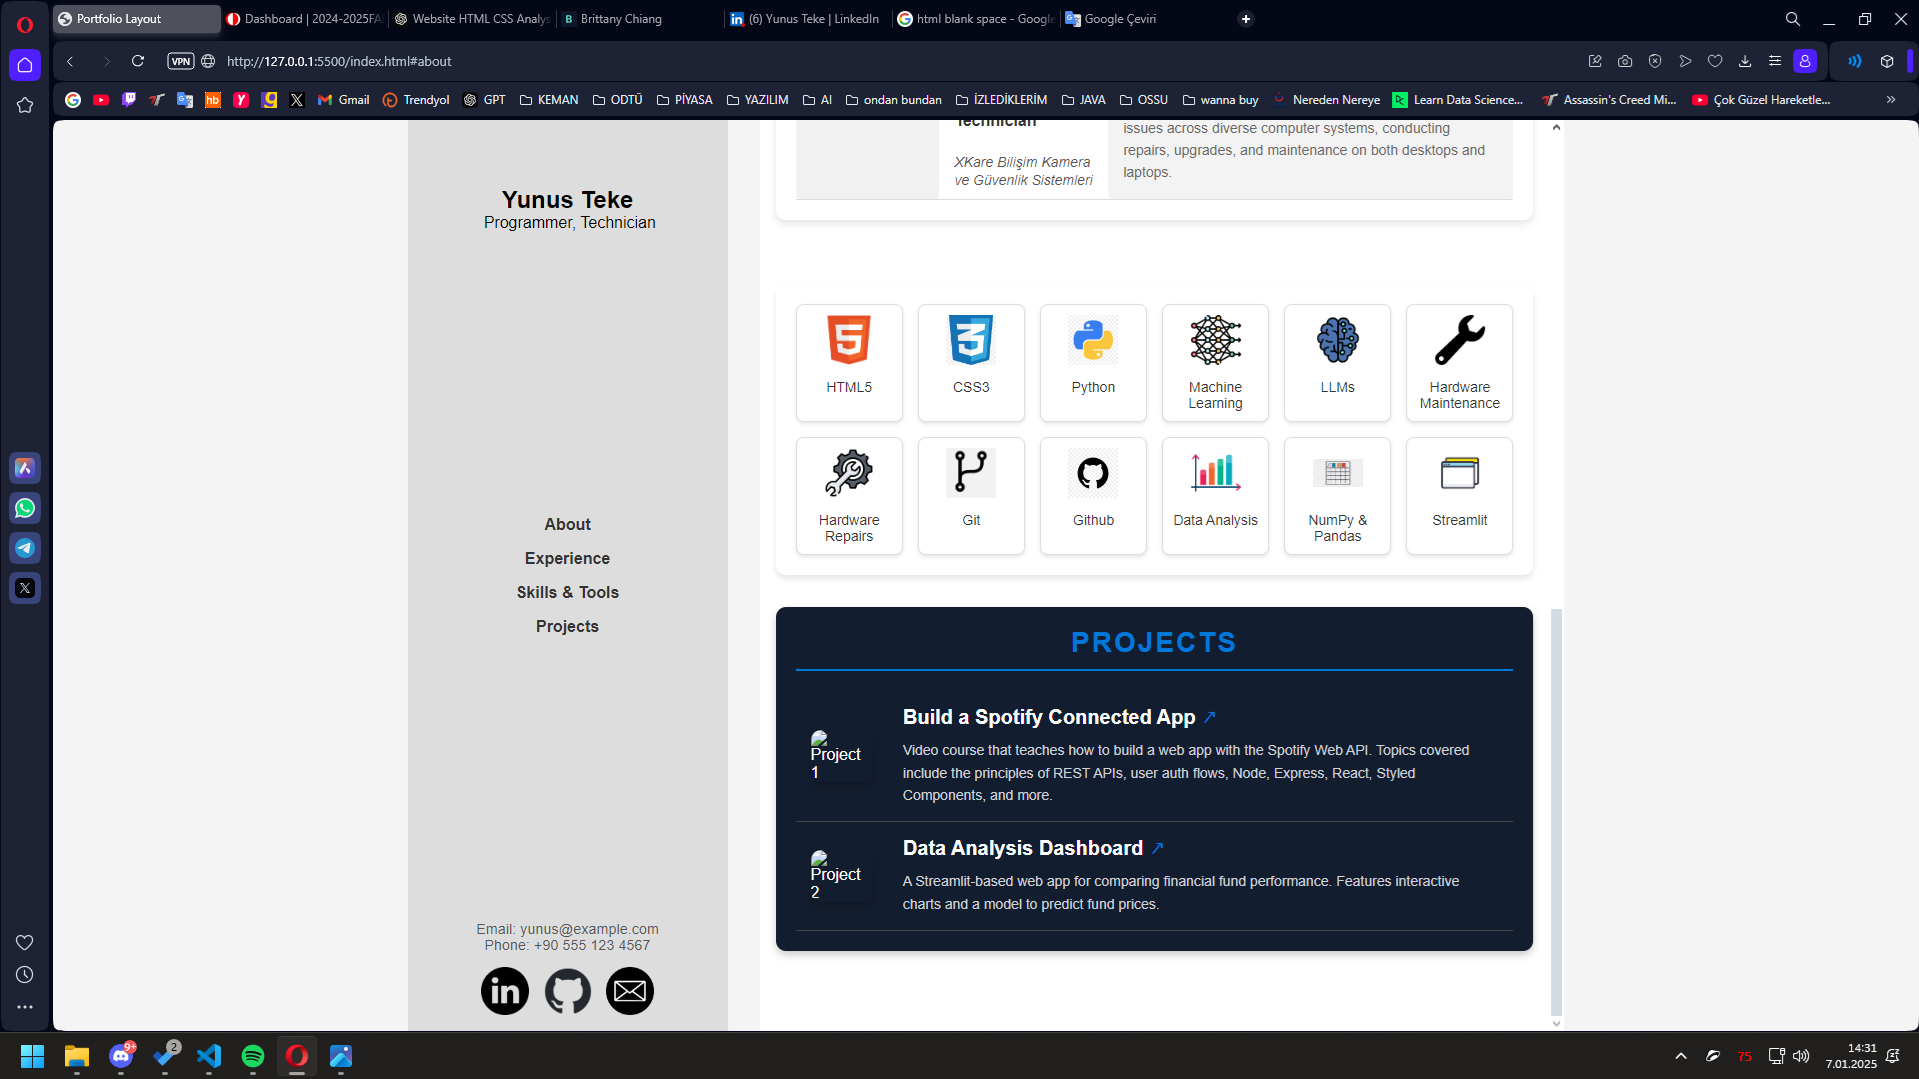 Portfolio Layout
Dashboard | 2024-2025FA
Website HTML CSS Analys
Brittany Chiang
(6) Yunus Teke | LinkedIn
html blank space - Google
Google Çeviri
VPN
http://127.0.0.1:5500/index.html#about
Gmail
Trendyol
GPT
KEMAN
ODTÜ
PİYASA
YAZILIM
AI
ondan bundan
İZLEDİKLERİM
JAVA
OSSU
wanna buy
Nereden Nereye
Learn Data Science...
Assassin's Creed Mi...
Çok Güzel Hareketle...
Yunus Teke
Programmer, Technician
About
Experience
Skills & Tools
Projects
Email: yunus@example.com
Phone: +90 555 123 4567
Technician
XKare Bilişim Kamera
ve Güvenlik Sistemleri
issues across diverse computer systems, conducting
repairs, upgrades, and maintenance on both desktops and
laptops.
HTML5
CSS3
Python
Machine
Learning
LLMs
Hardware
Maintenance
Hardware
Repairs
Git
Github
Data Analysis
NumPy &
Pandas
Streamlit
PROJECTS
Project
1
Build a Spotify Connected App ↗
Video course that teaches how to build a web app with the Spotify Web API. Topics covered
include the principles of REST APIs, user auth flows, Node, Express, React, Styled
Components, and more.
Project
2
Data Analysis Dashboard ↗
A Streamlit-based web app for comparing financial fund performance. Features interactive
charts and a model to predict fund prices.
9+
2
75
14:31
7.01.2025